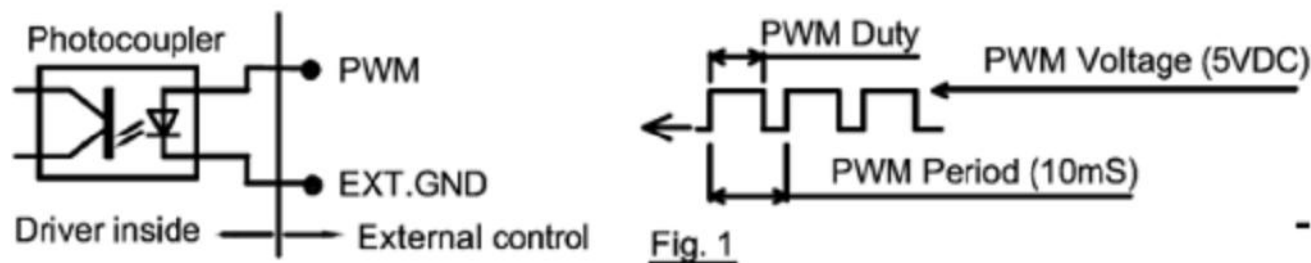 Photocoupler
PWM
EXT.GND
Driver inside
External control
PWM Duty
PWM Voltage (5VDC)
PWM Period (10mS)
Fig. 1